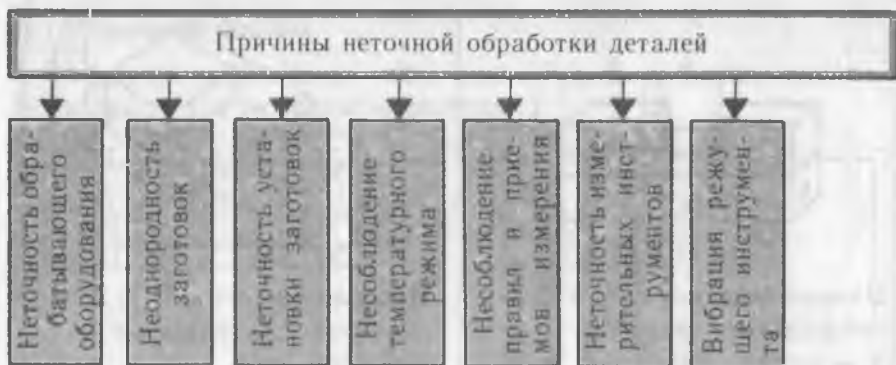 Причины неточной обработки деталей
Неточность обра-
батывающего
оборудования
Неоднородность
заготовок
Неточность уста-
новки заготовок
Несоблюдение
температурного
режима
Несоблюдение
правил и прие-
мов измерения
Неточность изме-
рительных инст-
рументов
Вибрация режу-
щего инструмен-
та